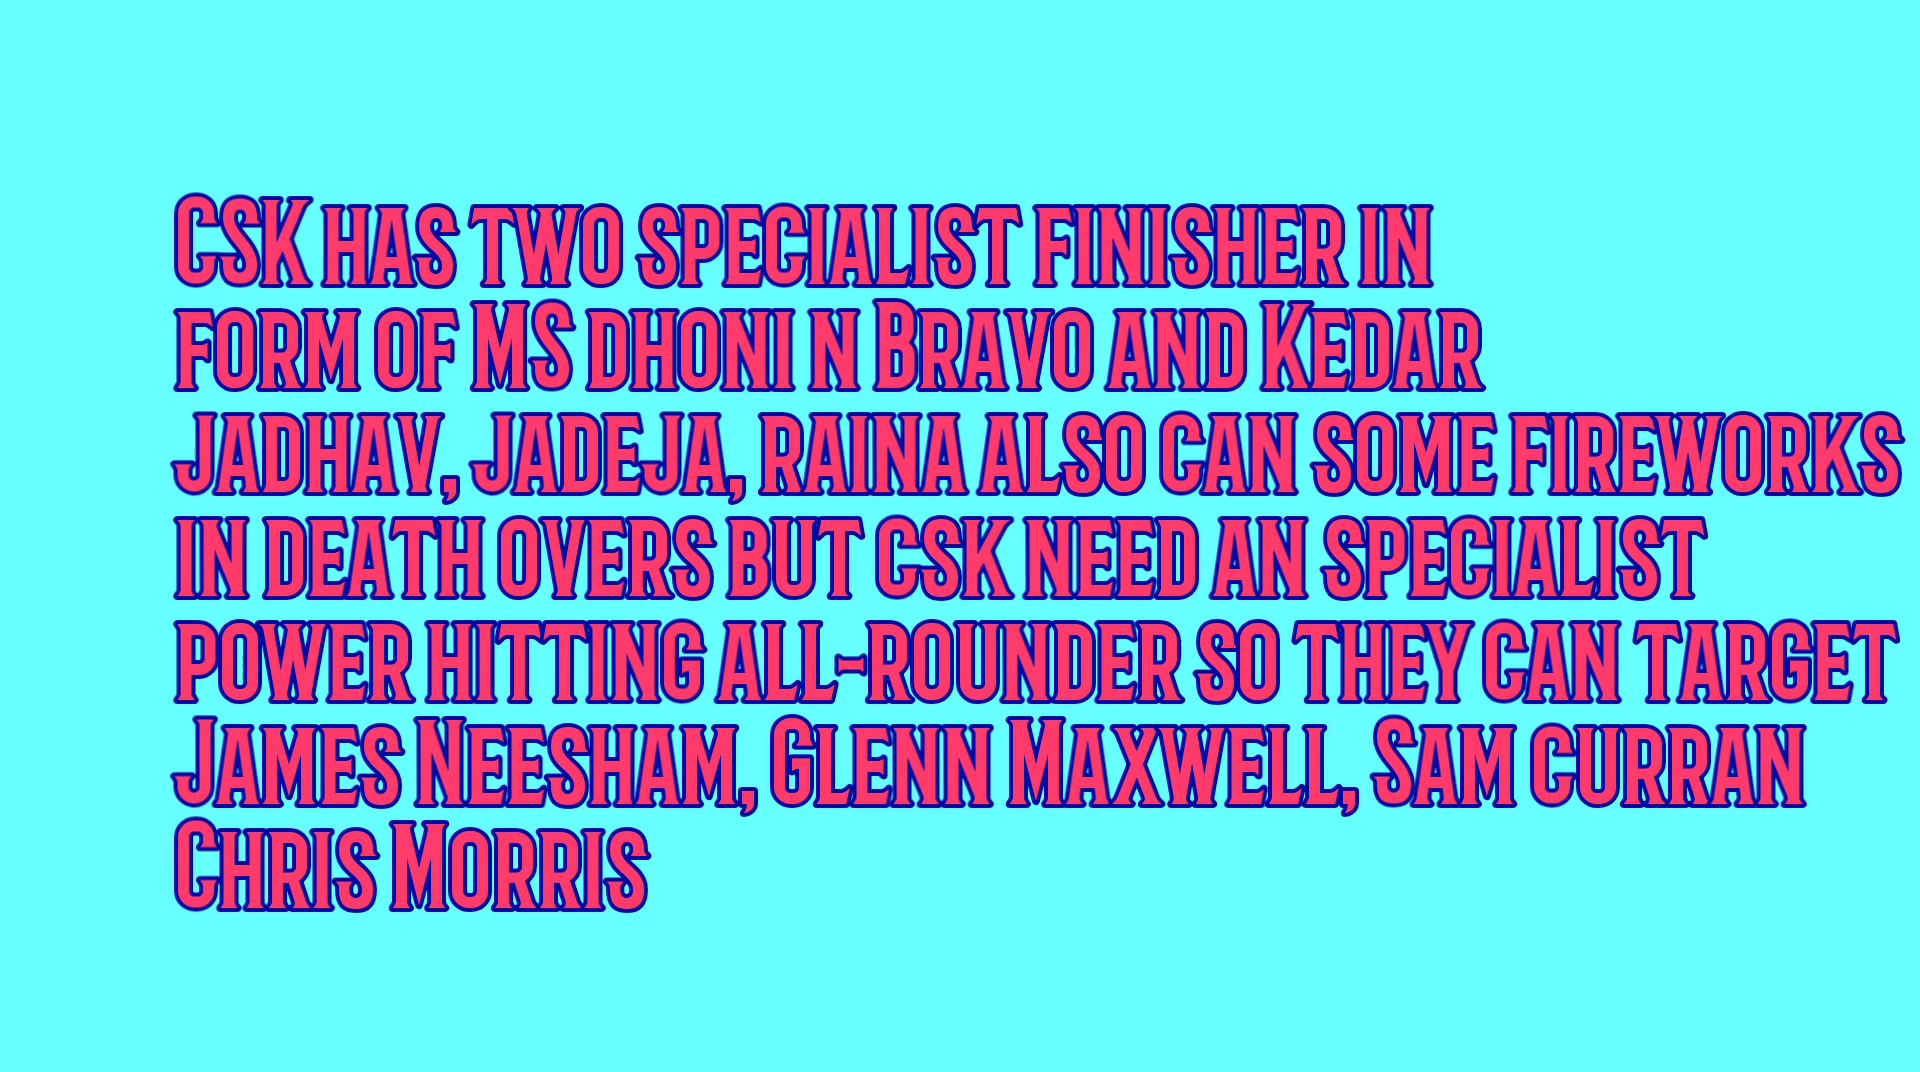 CSK has two specialist finisher in
form of MS dhoni n Bravo and Kedar
Jadhav, Jadeja, raina also can some fireworks
in death overs but csk need an specialist
power hitting all-rounder so they can target
James Neesham, Glenn Maxwell, Sam curran
Chris Morris